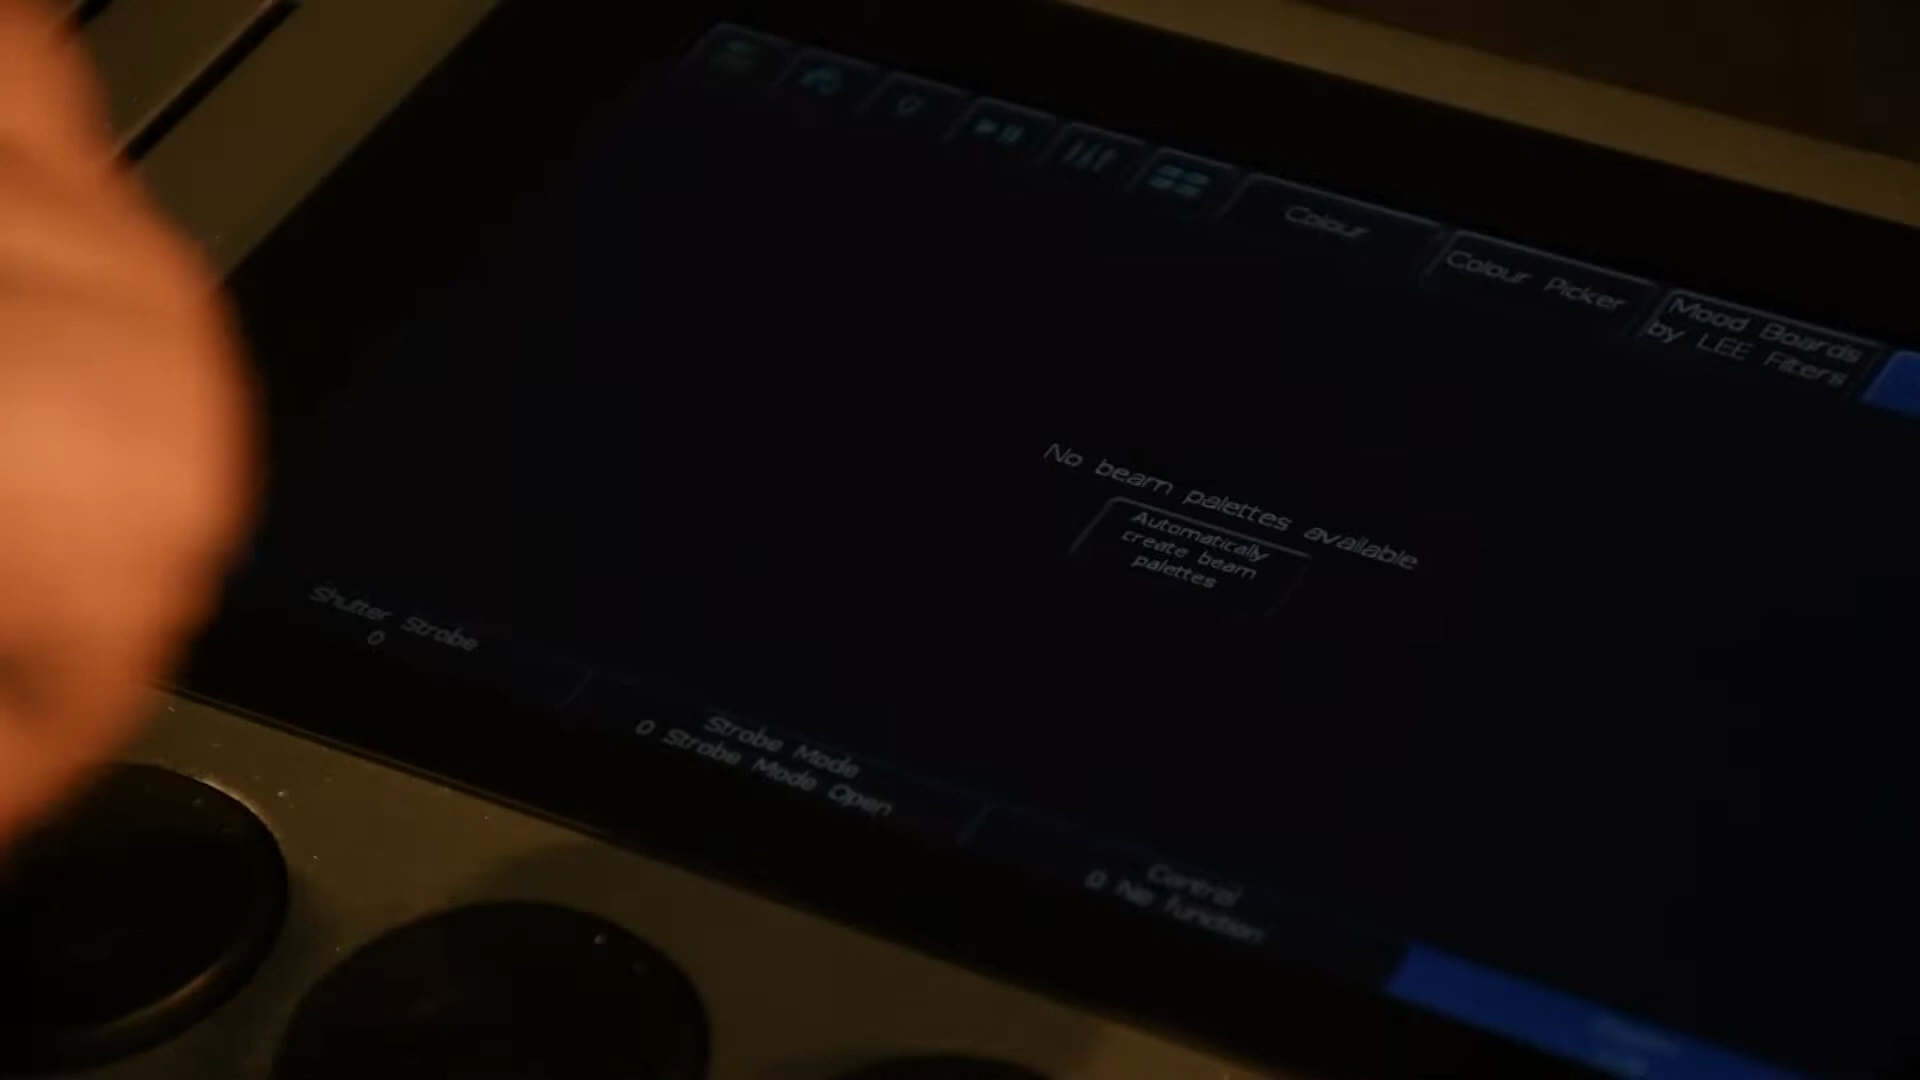 Colour
Colour Picker
Mood Boards
by LEE Filters
No beam palettes available
Automatically
create beam
palettes
Shutter Strobe
0
Strobe Mode
0 Strobe Mode Open
Control
0 No function